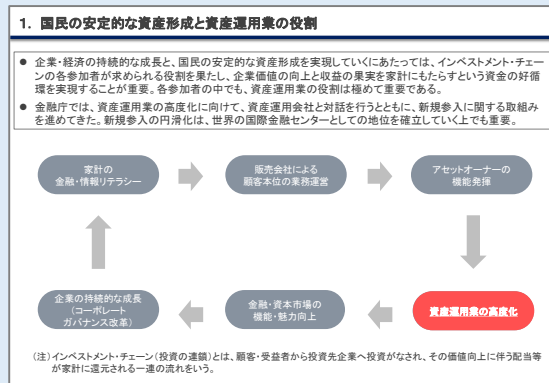 1. 国民の安定的な資産形成と資産運用業の役割
● 企業・経済の持続的な成長と、国民の安定的な資産形成を実現していくにあたっては、インベストメント・チェー
ンの各参加者が求められる役割を果たし、企業価値の向上と収益の果実を家計にもたらすという資金の好循
環を実現することが重要。各参加者の中でも、資産運用業の役割は極めて重要である。
● 金融庁では、資産運用業の高度化に向けて、資産運用会社と対話を行うとともに、新規参入に関する取組み
を進めてきた。新規参入の円滑化は、世界の国際金融センターとしての地位を確立していく上でも重要。
家計の
金融・情報リテラシー
販売会社による
顧客本位の業務運営
アセットオーナーの
機能発揮
企業の持続的な成長
(コーポレート
ガバナンス改革)
金融・資本市場の
機能・魅力向上
資産運用業の高度化
(注)インベストメント・チェーン(投資の連鎖)とは、顧客・受益者から投資先企業へ投資がなされ、その価値向上に伴う配当等
が家計に還元される一連の流れをいう。